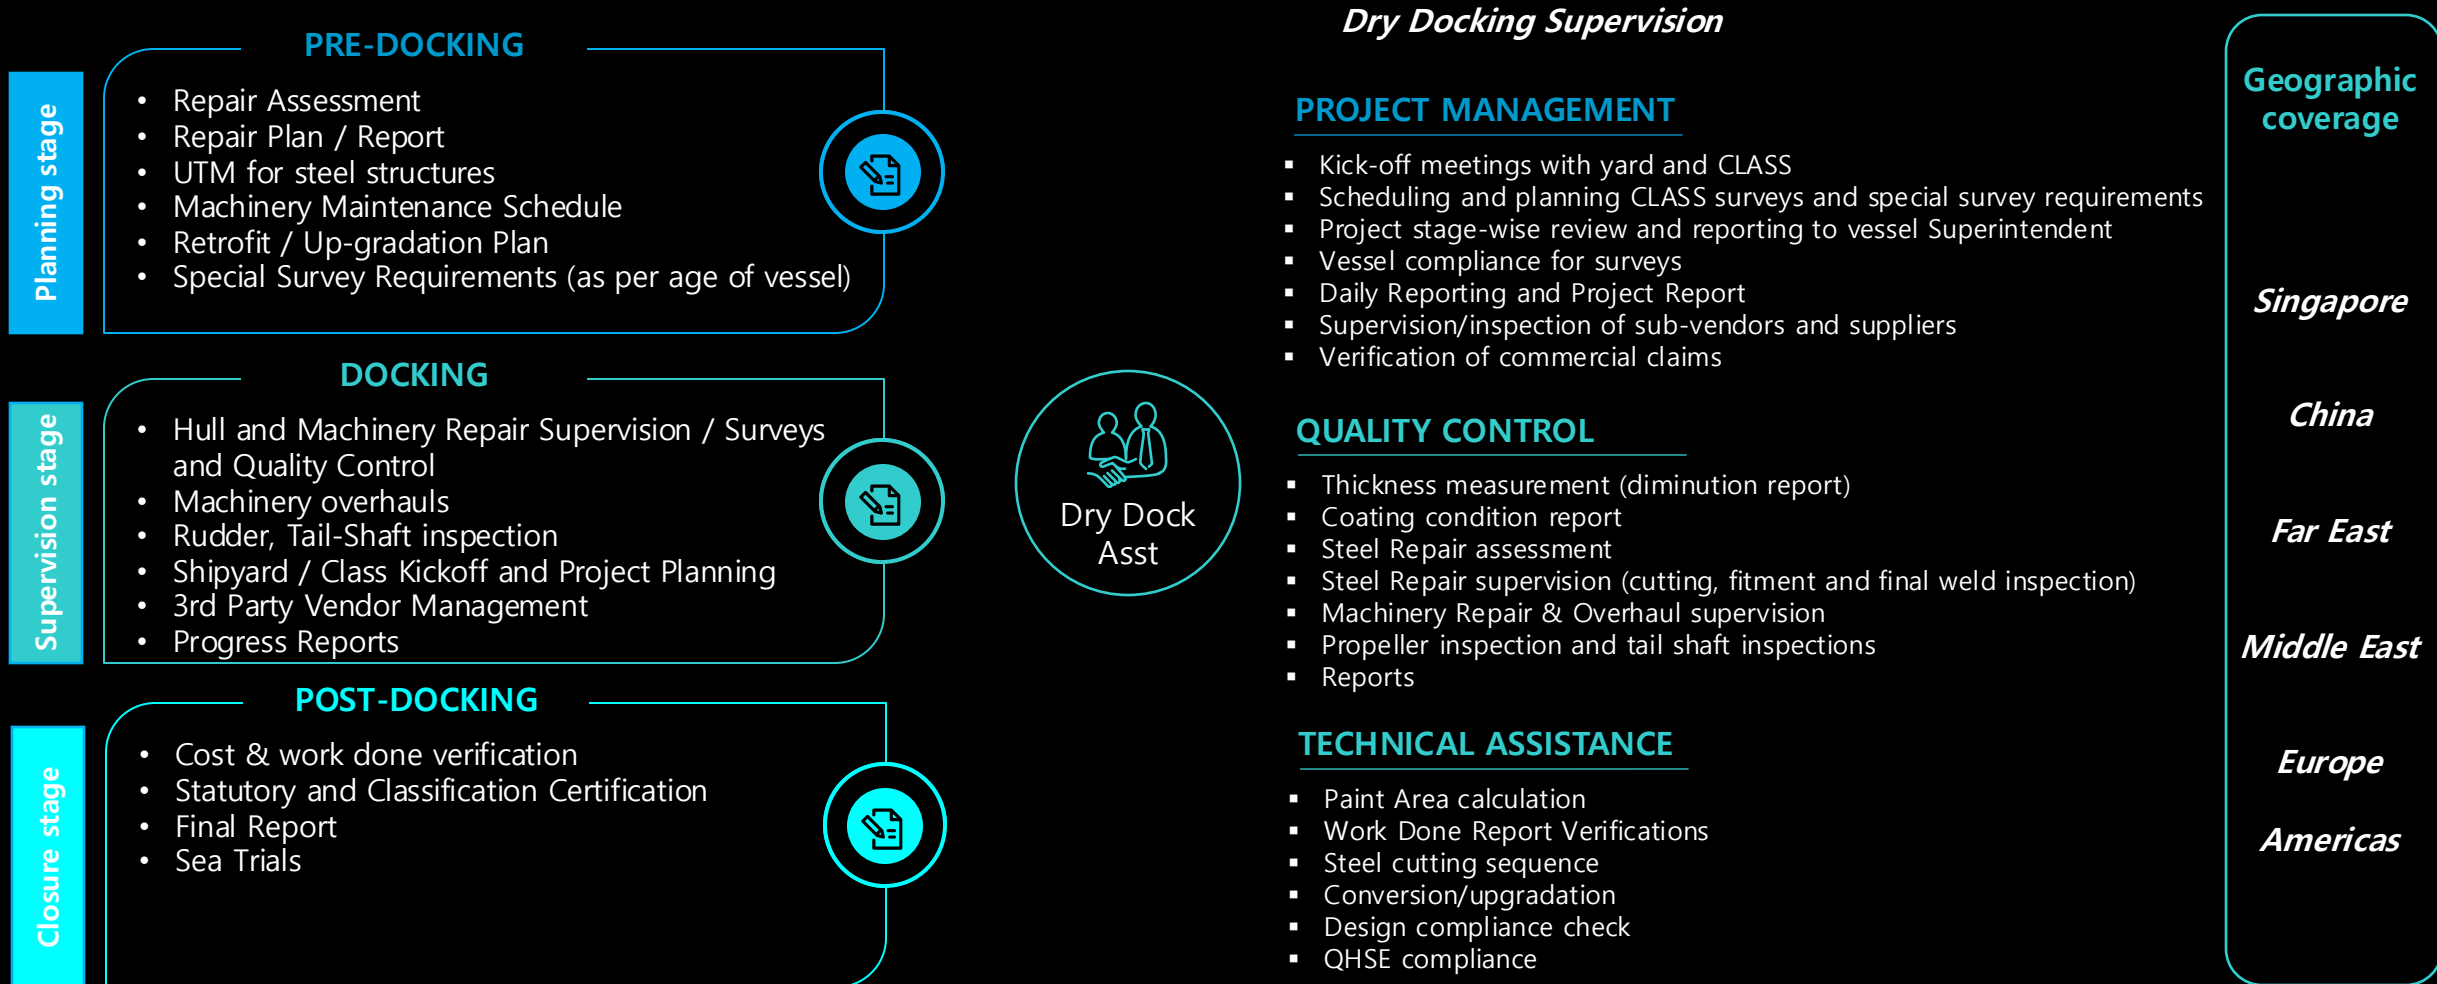 Dry Docking Supervision
Planning stage
PRE-DOCKING
• Repair Assessment
• Repair Plan / Report
• UTM for steel structures
• Machinery Maintenance Schedule
• Retrofit / Up-gradation Plan
• Special Survey Requirements (as per age of vessel)
Supervision stage
DOCKING
• Hull and Machinery Repair Supervision / Surveys
and Quality Control
• Machinery overhauls
• Rudder, Tail-Shaft inspection
• Shipyard / Class Kickoff and Project Planning
• 3rd Party Vendor Management
• Progress Reports
Closure stage
POST-DOCKING
• Cost & work done verification
• Statutory and Classification Certification
• Final Report
• Sea Trials
Dry Dock
Asst
PROJECT MANAGEMENT
▪ Kick-off meetings with yard and CLASS
▪ Scheduling and planning CLASS surveys and special survey requirements
▪ Project stage-wise review and reporting to vessel Superintendent
▪ Vessel compliance for surveys
▪ Daily Reporting and Project Report
▪ Supervision/inspection of sub-vendors and suppliers
▪ Verification of commercial claims
QUALITY CONTROL
▪ Thickness measurement (diminution report)
▪ Coating condition report
▪ Steel Repair assessment
▪ Steel Repair supervision (cutting, fitment and final weld inspection)
▪ Machinery Repair & Overhaul supervision
▪ Propeller inspection and tail shaft inspections
▪ Reports
TECHNICAL ASSISTANCE
▪ Paint Area calculation
▪ Work Done Report Verifications
▪ Steel cutting sequence
▪ Conversion/upgradation
▪ Design compliance check
▪ QHSE compliance
Geographic
coverage
Singapore
China
Far East
Middle East
Europe
Americas